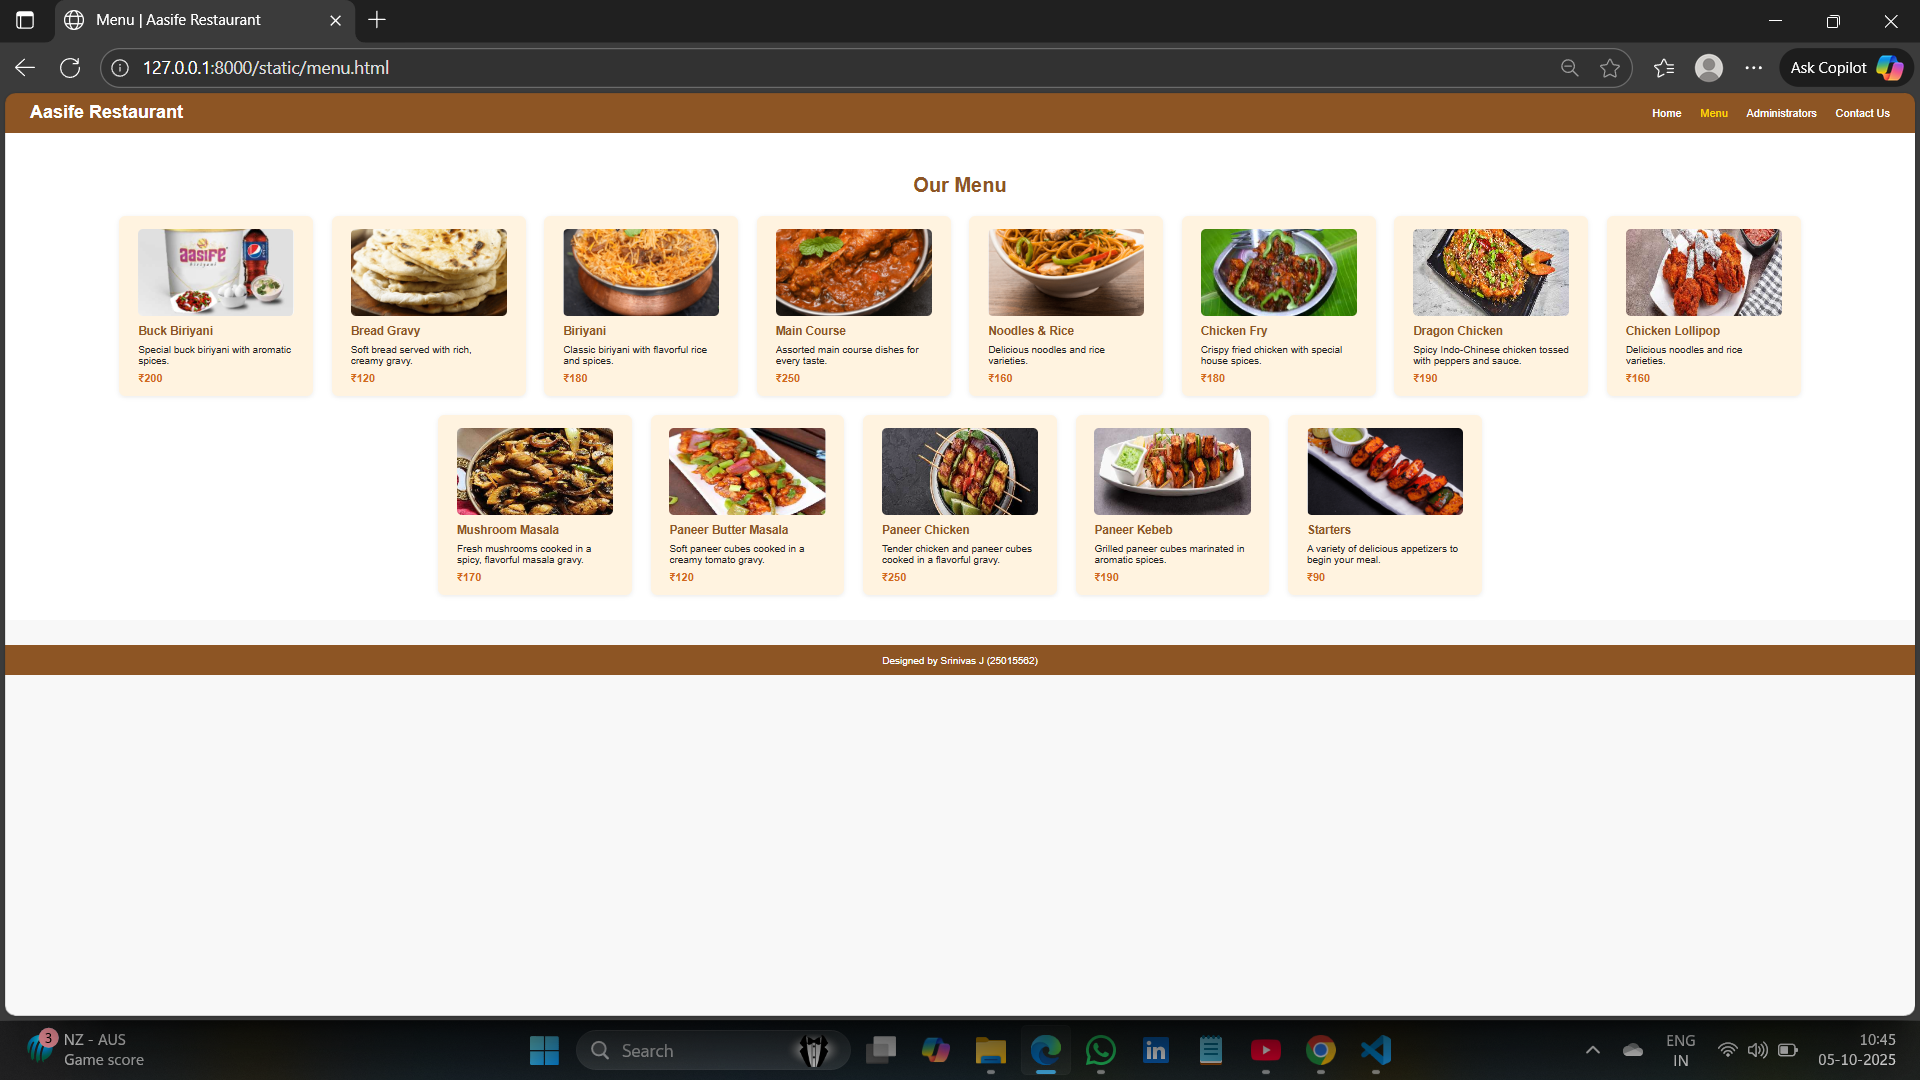 Menu | Aasife Restaurant
127.0.0.1:8000/static/menu.html
Ask Copilot
Aasife Restaurant
Home
Menu
Administrators
Contact Us
Our Menu
aasife
biriyani
Buck Biriyani
Special buck biriyani with aromatic
spices.
₹200
Bread Gravy
Soft bread served with rich,
creamy gravy.
₹120
Biriyani
Classic biriyani with flavorful rice
and spices.
₹180
Main Course
Assorted main course dishes for
every taste.
₹250
Noodles & Rice
Delicious noodles and rice
varieties.
₹160
Chicken Fry
Crispy fried chicken with special
house spices.
₹180
Dragon Chicken
Spicy Indo-Chinese chicken tossed
with peppers and sauce.
₹190
Chicken Lollipop
Delicious noodles and rice
varieties.
₹160
Mushroom Masala
Fresh mushrooms cooked in a
spicy, flavorful masala gravy.
₹170
Paneer Butter Masala
Soft paneer cubes cooked in a
creamy tomato gravy.
₹120
Paneer Chicken
Tender chicken and paneer cubes
cooked in a flavorful gravy.
₹250
Paneer Kebeb
Grilled paneer cubes marinated in
aromatic spices.
₹190
Starters
A variety of delicious appetizers to
begin your meal.
₹90
Designed by Srinivas J (25015562)
3
NZ - AUS
Game score
Search
in
ENG
IN
10:45
05-10-2025